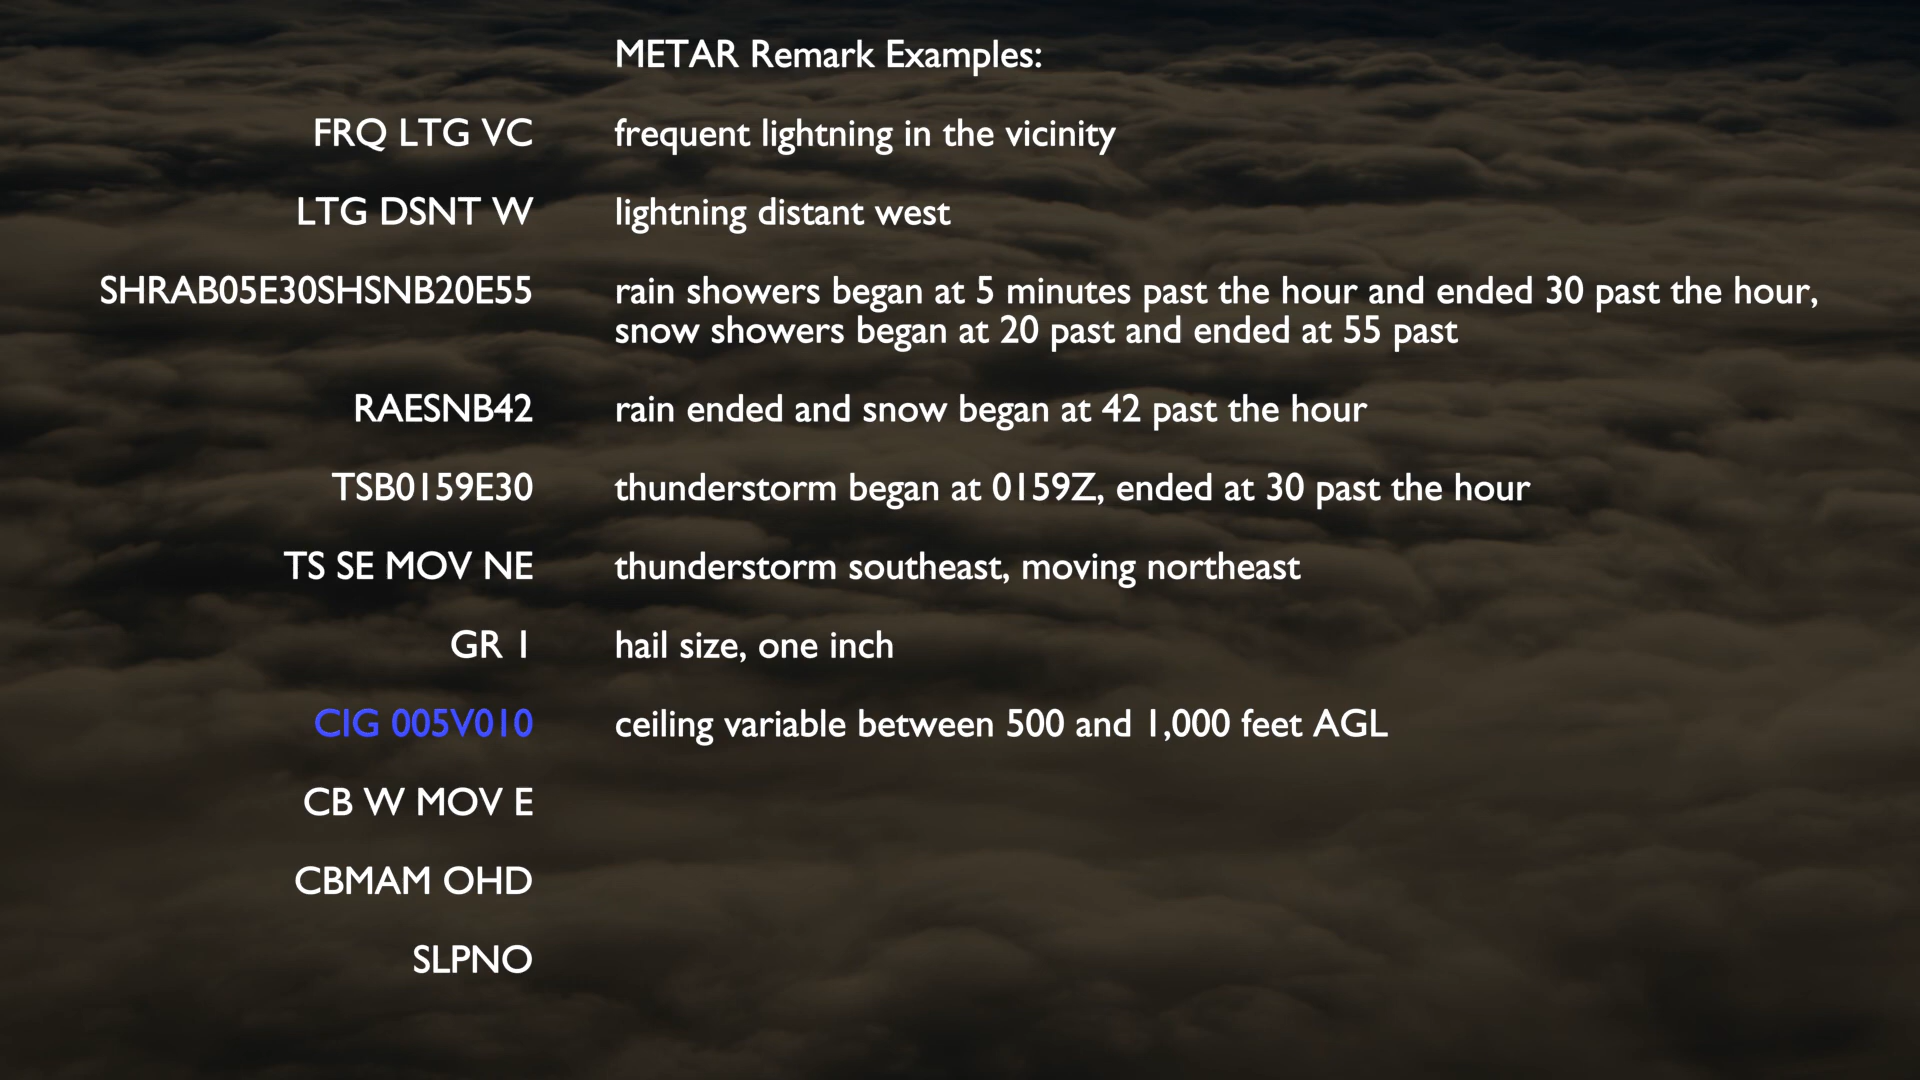 METAR Remark Examples:
FRQ LTG VC frequent lightning in the vicinity
LTG DSNT W lightning distant west
SHRAB05E30SHSNB20E55 rain showers began at 5 minutes past the hour and ended 30 past the hour,
snow showers began at 20 past and ended at 55 past
RAESNB42 rain ended and snow began at 42 past the hour
TSB0159E30 thunderstorm began at 0159Z, ended at 30 past the hour
TS SE MOV NE thunderstorm southeast, moving northeast
GR 1 hail size, one inch
CIG 005V010 ceiling variable between 500 and 1,000 feet AGL
CB W MOV E
CBMAM OHD
SLPNO